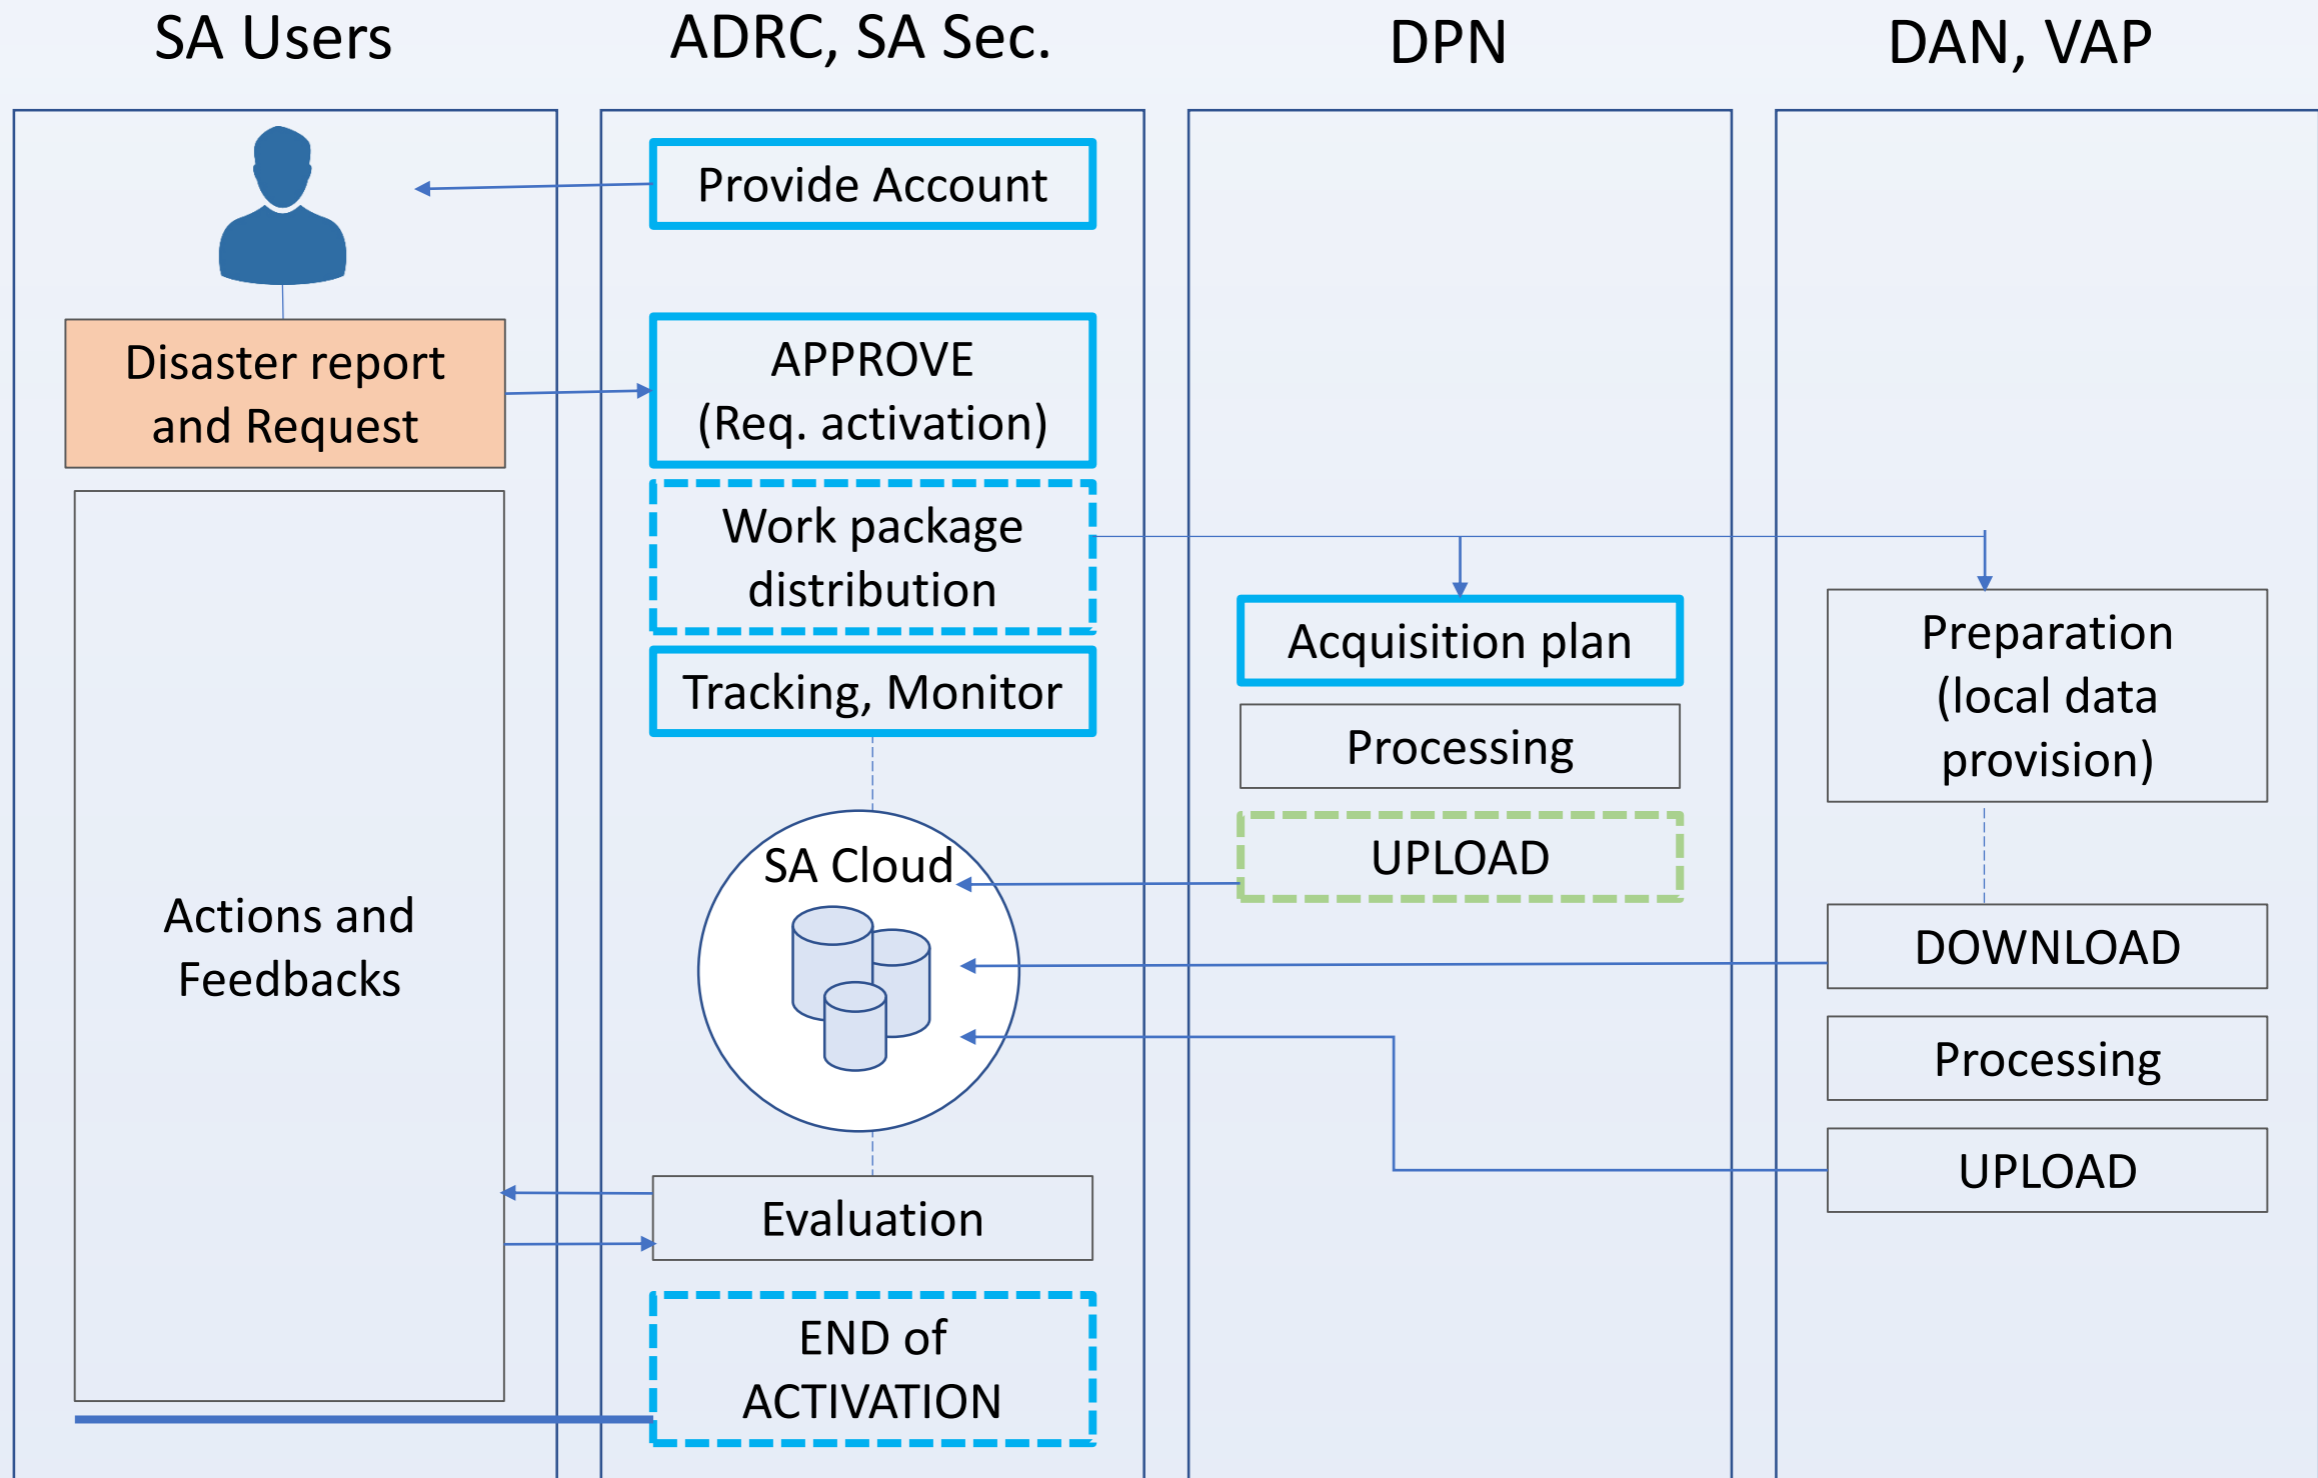 SA Users
ADRC, SA Sec.
DPN
DAN, VAP
Provide Account
Disaster report
and Request
APPROVE
(Req. activation)
Work package
distribution
Tracking, Monitor
Acquisition plan
Processing
UPLOAD
Preparation
(local data
provision)
SA Cloud
Actions and
Feedbacks
DOWNLOAD
Processing
UPLOAD
Evaluation
END of
ACTIVATION